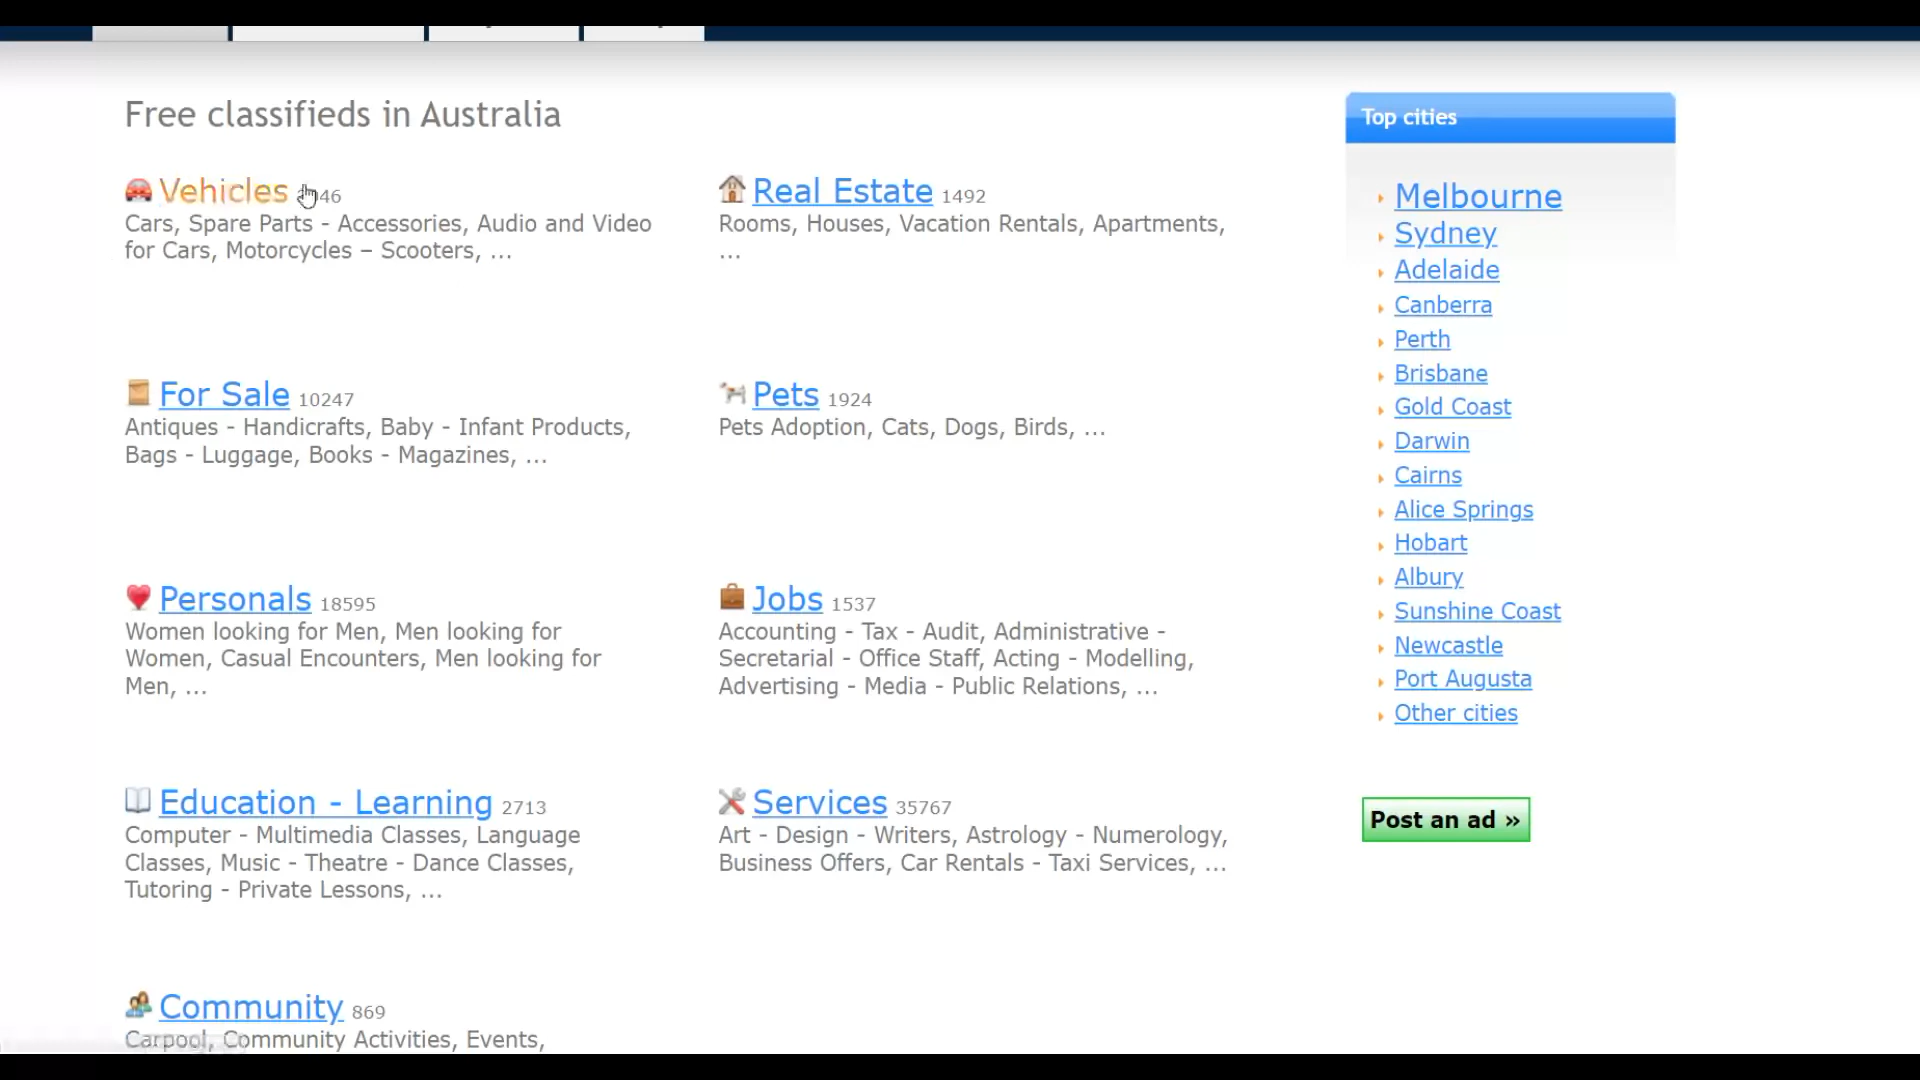 Free classifieds in Australia
Vehicles
Cars, Spare Parts - Accessories, Audio and Video
for Cars, Motorcycles – Scooters, ...
Real Estate 1492
Rooms, Houses, Vacation Rentals, Apartments,
...
For Sale 10247
Antiques - Handicrafts, Baby - Infant Products,
Bags - Luggage, Books - Magazines, ...
Pets 1924
Pets Adoption, Cats, Dogs, Birds, ...
Personals 18595
Women looking for Men, Men looking for
Women, Casual Encounters, Men looking for
Men, ...
Jobs 1537
Accounting - Tax - Audit, Administrative -
Secretarial - Office Staff, Acting - Modelling,
Advertising - Media - Public Relations, ...
Education - Learning 2713
Computer - Multimedia Classes, Language
Classes, Music - Theatre - Dance Classes,
Tutoring - Private Lessons, ...
Services 35767
Art - Design - Writers, Astrology - Numerology,
Business Offers, Car Rentals - Taxi Services, ...
Community 869
Carpool, Community Activities, Events,
Top cities
Melbourne
Sydney
Adelaide
Canberra
Perth
Brisbane
Gold Coast
Darwin
Cairns
Alice Springs
Hobart
Albury
Sunshine Coast
Newcastle
Port Augusta
Other cities
Post an ad »